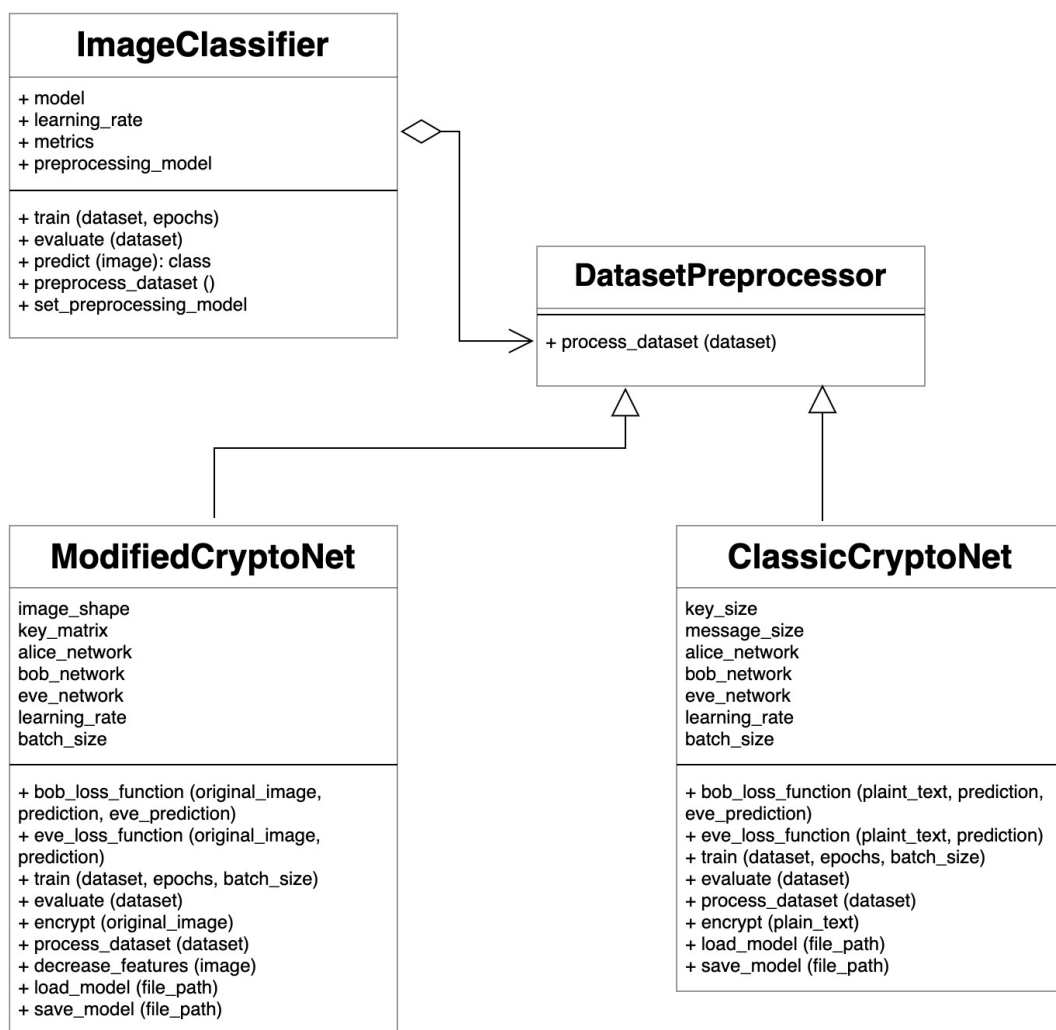 ImageClassifier
+ model
+ learning_rate
+ metrics
+ preprocessing_model
+ train (dataset, epochs)
+ evaluate (dataset)
+ predict (image): class
+ preprocess_dataset ()
+ set_preprocessing_model
DatasetPreprocessor
+ process_dataset (dataset)
ModifiedCryptoNet
image_shape
key_matrix
alice_network
bob_network
eve_network
learning_rate
batch_size
+ bob_loss_function (original_image,
prediction, eve_prediction)
+ eve_loss_function (original_image,
prediction)
+ train (dataset, epochs, batch_size)
+ evaluate (dataset)
+ encrypt (original_image)
+ process_dataset (dataset)
+ decrease_features (image)
+ load_model (file_path)
+ save_model (file_path)
ClassicCryptoNet
key_size
message_size
alice_network
bob_network
eve_network
learning_rate
batch_size
+ bob_loss_function (plaint_text, prediction,
eve_prediction)
+ eve_loss_function (plaint_text, prediction)
+ train (dataset, epochs, batch_size)
+ evaluate (dataset)
+ process_dataset (dataset)
+ encrypt (plain_text)
+ load_model (file_path)
+ save_model (file_path)